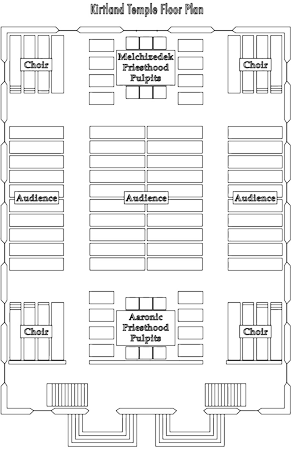 Kirtland Temple Floor Plan
Choir
Melchizedek
Priesthood
Pulpits
Choir
Audience
Audience
Audience
Choir
Aaronic
Priesthood
Pulpits
Choir